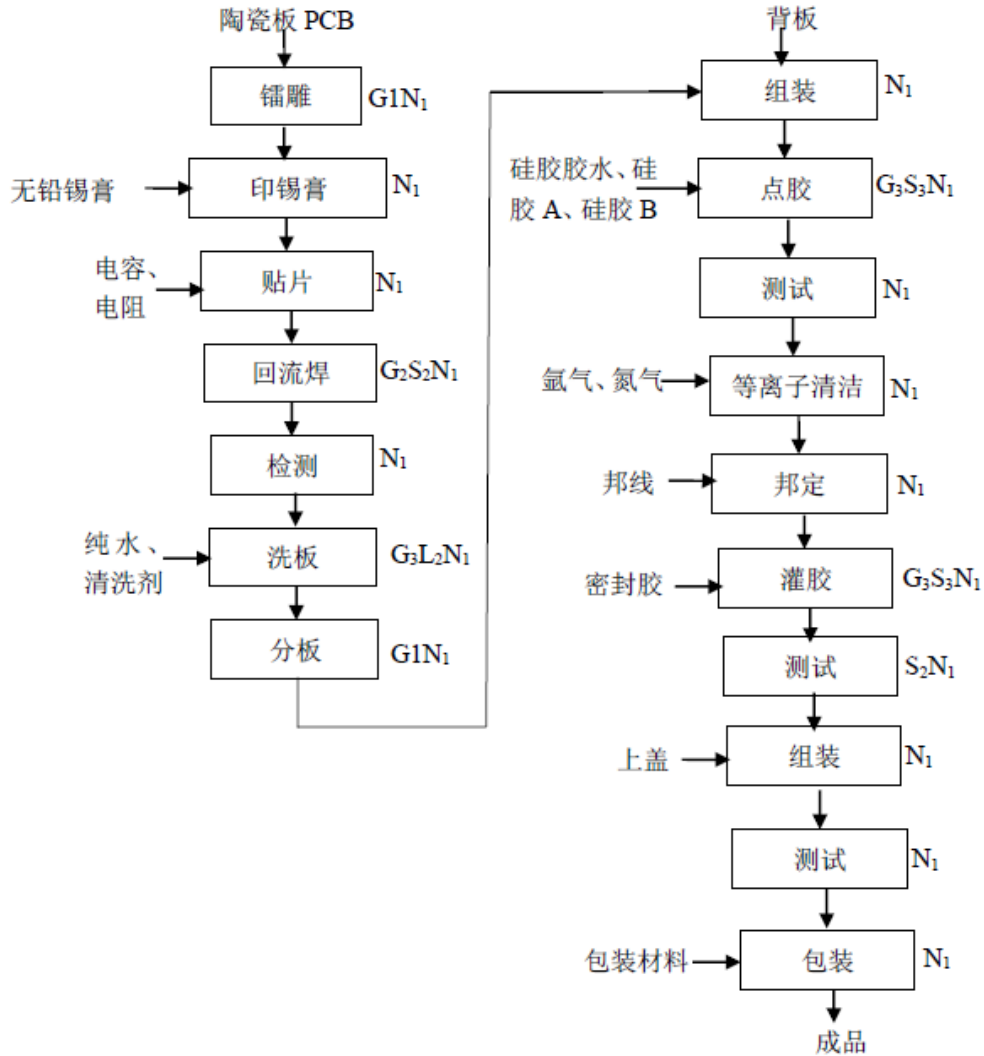 陶瓷板 PCB
镭雕
G1N₁
无铅锡膏
印锡膏
N₁
电容、
电阻
贴片
N₁
回流焊
G₂S₂N₁
检测
N₁
纯水、
清洗剂
洗板
G₃L₂N₁
分板
G1N₁
背板
组装
N₁
硅胶胶水、硅
胶 A、硅胶 B
点胶
G₃S₃N₁
测试
N₁
氩气、氮气
等离子清洁
N₁
邦线
邦定
N₁
密封胶
灌胶
G₃S₃N₁
测试
S₂N₁
上盖
组装
N₁
测试
N₁
包装材料
包装
N₁
成品